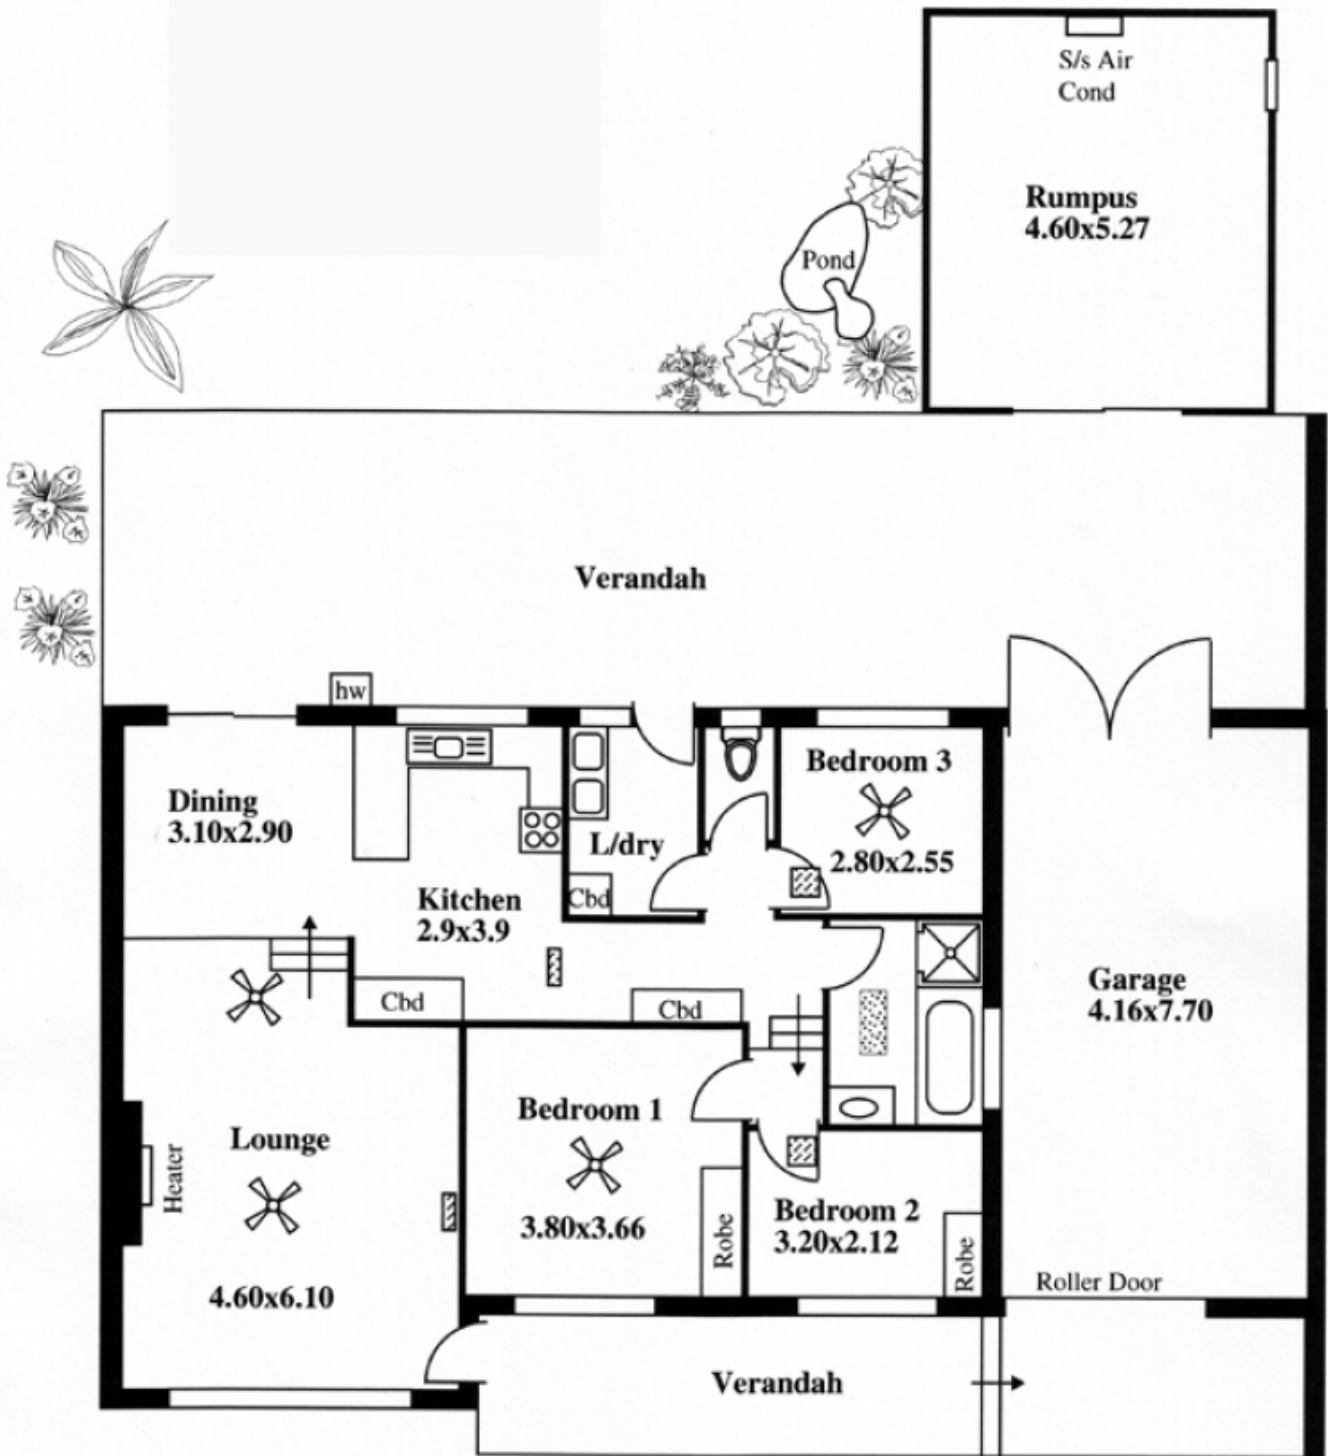 S/s Air
Cond
Rumpus
4.60x5.27
Pond
Verandah
hw
Bedroom 3
2.80x2.55
Dining
3.10x2.90
L/dry
Cbd
Kitchen
2.9x3.9
Cbd
Cbd
Garage
4.16x7.70
Lounge
Heater
4.60x6.10
Bedroom 1
3.80x3.66
Robe
Bedroom 2
3.20x2.12
Robe
Roller Door
Verandah